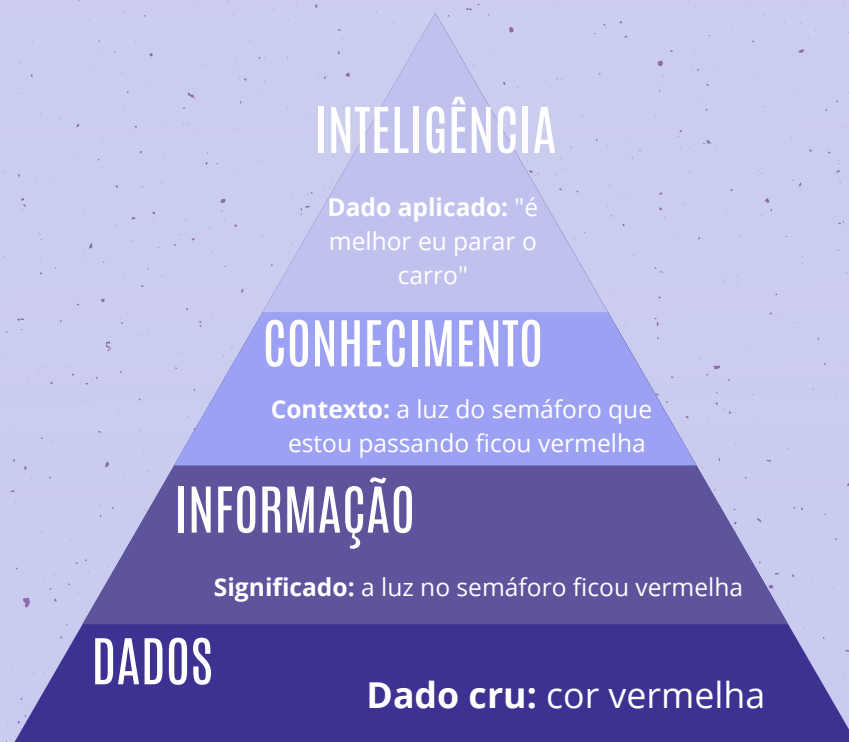 INTELIGÊNCIA
Dado aplicado: "é
melhor eu parar o
carro"
CONHECIMENTO
Contexto: a luz do semáforo que
estou passando ficou vermelha
INFORMAÇÃO
Significado: a luz no semáforo ficou vermelha
DADOS
Dado cru: cor vermelha